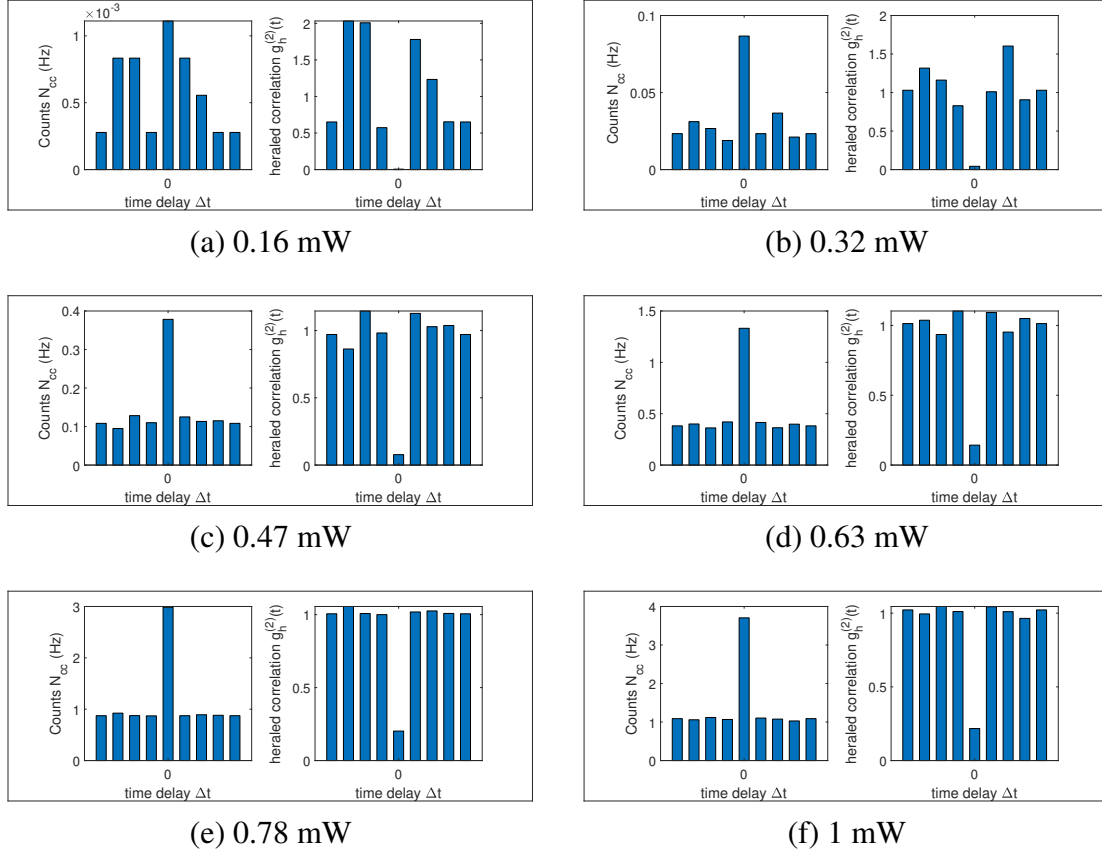 ×10⁻³
Counts N_cc (Hz)
1
0.5
0
0
time delay Δt
heraled correlation g_h^(2)(t)
2
1.5
1
0.5
0
0
time delay Δt
(a) 0.16 mW
Counts N_cc (Hz)
0.1
0.05
0
0
time delay Δt
heraled correlation g_h^(2)(t)
2
1.5
1
0.5
0
0
time delay Δt
(b) 0.32 mW
Counts N_cc (Hz)
0.4
0.3
0.2
0.1
0
0
time delay Δt
heraled correlation g_h^(2)(t)
1
0.5
0
0
time delay Δt
(c) 0.47 mW
Counts N_cc (Hz)
1.5
1
0.5
0
0
time delay Δt
heraled correlation g_h^(2)(t)
1
0.5
0
0
time delay Δt
(d) 0.63 mW
Counts N_cc (Hz)
3
2
1
0
0
time delay Δt
heraled correlation g_h^(2)(t)
1
0.5
0
0
time delay Δt
(e) 0.78 mW
Counts N_cc (Hz)
4
3
2
1
0
0
time delay Δt
heraled correlation g_h^(2)(t)
1
0.5
0
0
time delay Δt
(f) 1 mW